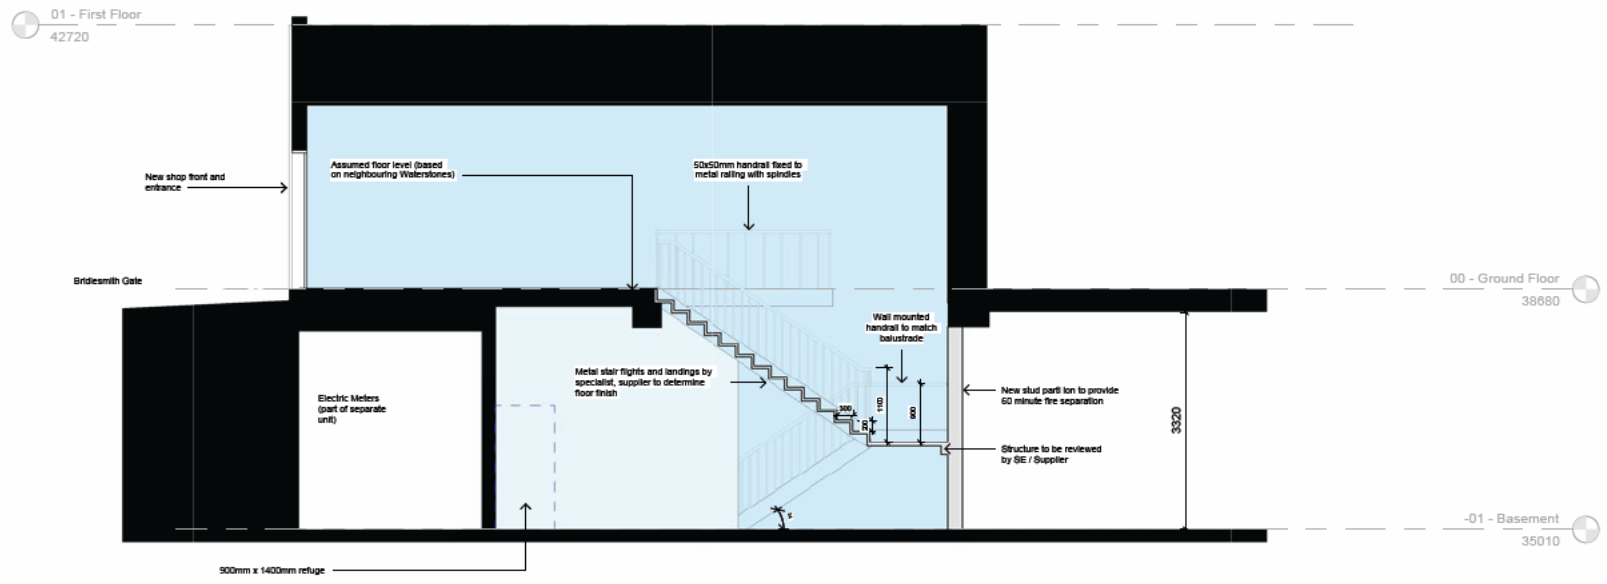 01 - First Floor
42720
New shop front and
entrance
Assumed floor level (based
on neighbouring Waterstones)
50x50mm handrail fixed to
metal railing with spindles
Bridlesmith Gate
00 - Ground Floor
38680
Wall mounted
handrail to match
balustrade
Metal stair flights and landings by
specialist, supplier to determine
floor finish
Electric Meters
(part of separate
unit)
300
200
1100
900
New stud parti ion to provide
60 minute fire separation
3320
Structure to be reviewed
by SE / Supplier
-01 - Basement
35010
900mm x 1400mm refuge